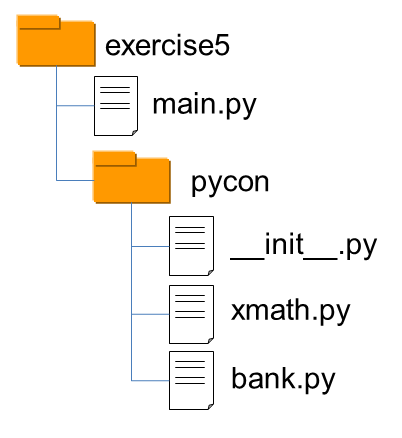 exercise5
main.py
pycon
__init__.py
xmath.py
bank.py